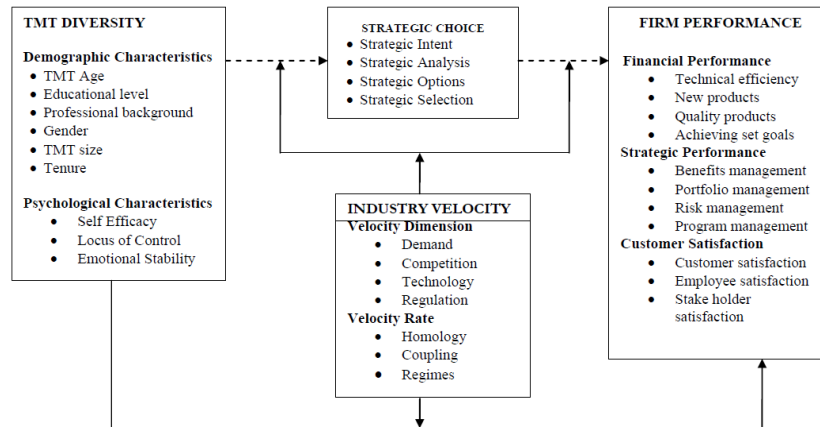 TMT DIVERSITY
Demographic Characteristics
• TMT Age
• Educational level
• Professional background
• Gender
• TMT size
• Tenure
Psychological Characteristics
• Self Efficacy
• Locus of Control
• Emotional Stability
STRATEGIC CHOICE
• Strategic Intent
• Strategic Analysis
• Strategic Options
• Strategic Selection
INDUSTRY VELOCITY
Velocity Dimension
• Demand
• Competition
• Technology
• Regulation
Velocity Rate
• Homology
• Coupling
• Regimes
FIRM PERFORMANCE
Financial Performance
• Technical efficiency
• New products
• Quality products
• Achieving set goals
Strategic Performance
• Benefits management
• Portfolio management
• Risk management
• Program management
Customer Satisfaction
• Customer satisfaction
• Employee satisfaction
• Stake holder
satisfaction